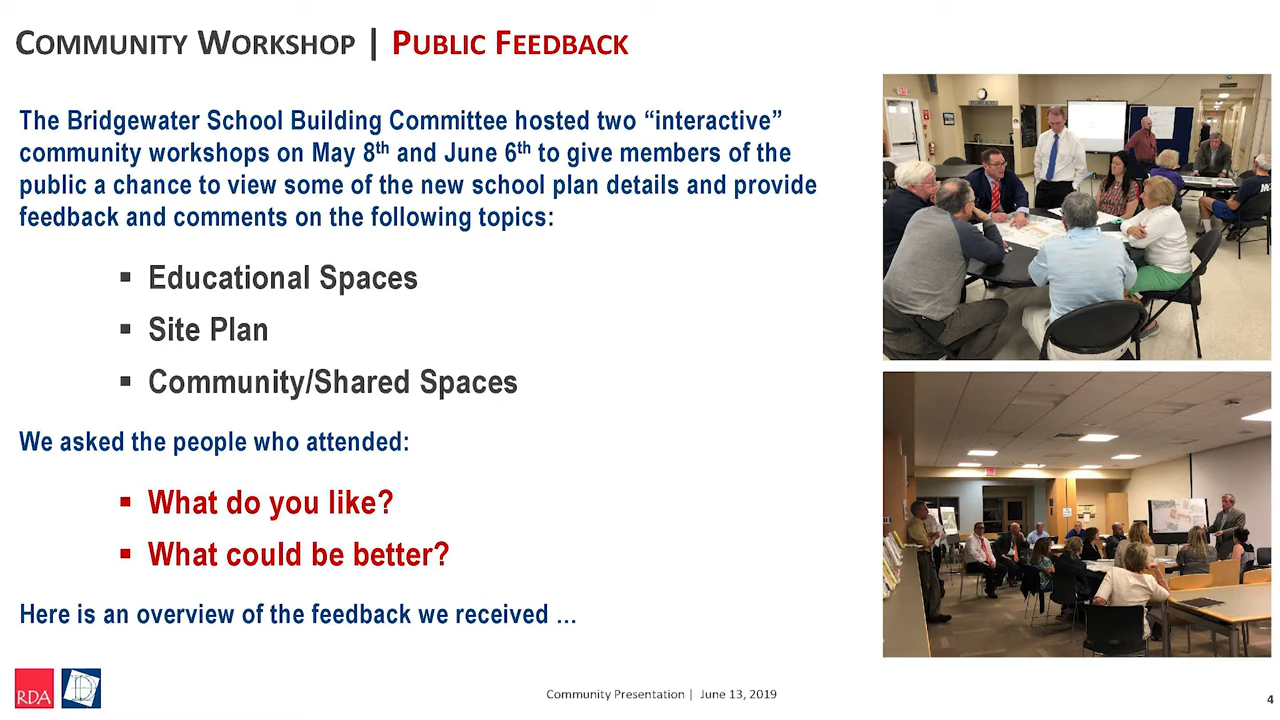 COMMUNITY WORKSHOP | PUBLIC FEEDBACK
The Bridgewater School Building Committee hosted two “interactive”
community workshops on May 8th and June 6th to give members of the
public a chance to view some of the new school plan details and provide
feedback and comments on the following topics:
▪ Educational Spaces
▪ Site Plan
▪ Community/Shared Spaces
We asked the people who attended:
▪ What do you like?
▪ What could be better?
Here is an overview of the feedback we received …
RDA
Community Presentation | June 13, 2019
4